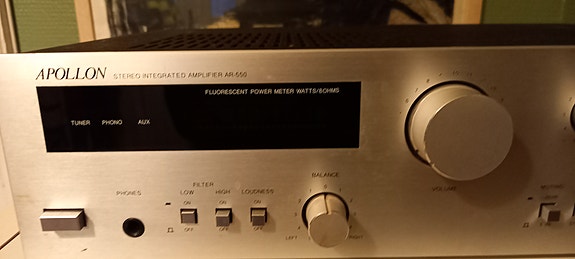 APOLLON STEREO INTEGRATED AMPLIFIER AR-550
FLUORESCENT POWER METER WATTS/8OHMS
TUNER PHONO AUX
PHONES
FILTER
LOW HIGH LOUDNESS
ON ON ON
OFF OFF OFF
BALANCE
LEFT RIGHT
VOLUME
MUTING